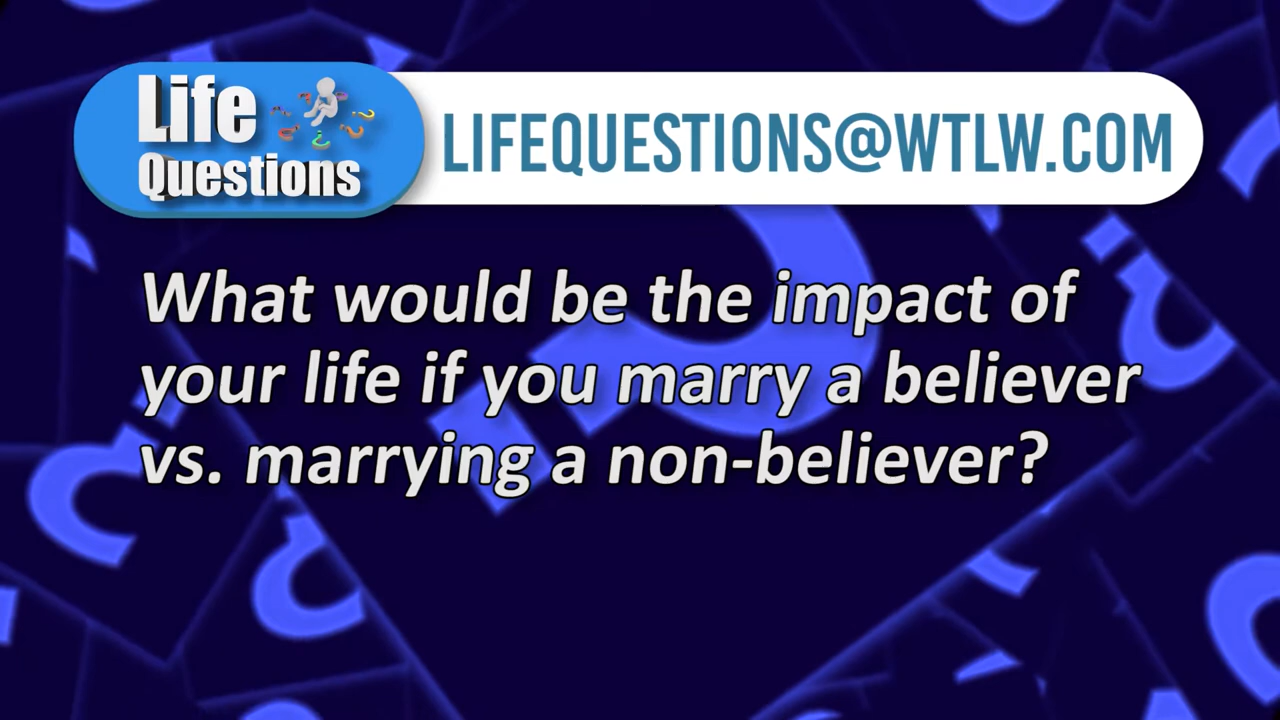 Life
Questions
LIFEQUESTIONS@WTLW.COM
What would be the impact of
your life if you marry a believer
vs. marrying a non-believer?